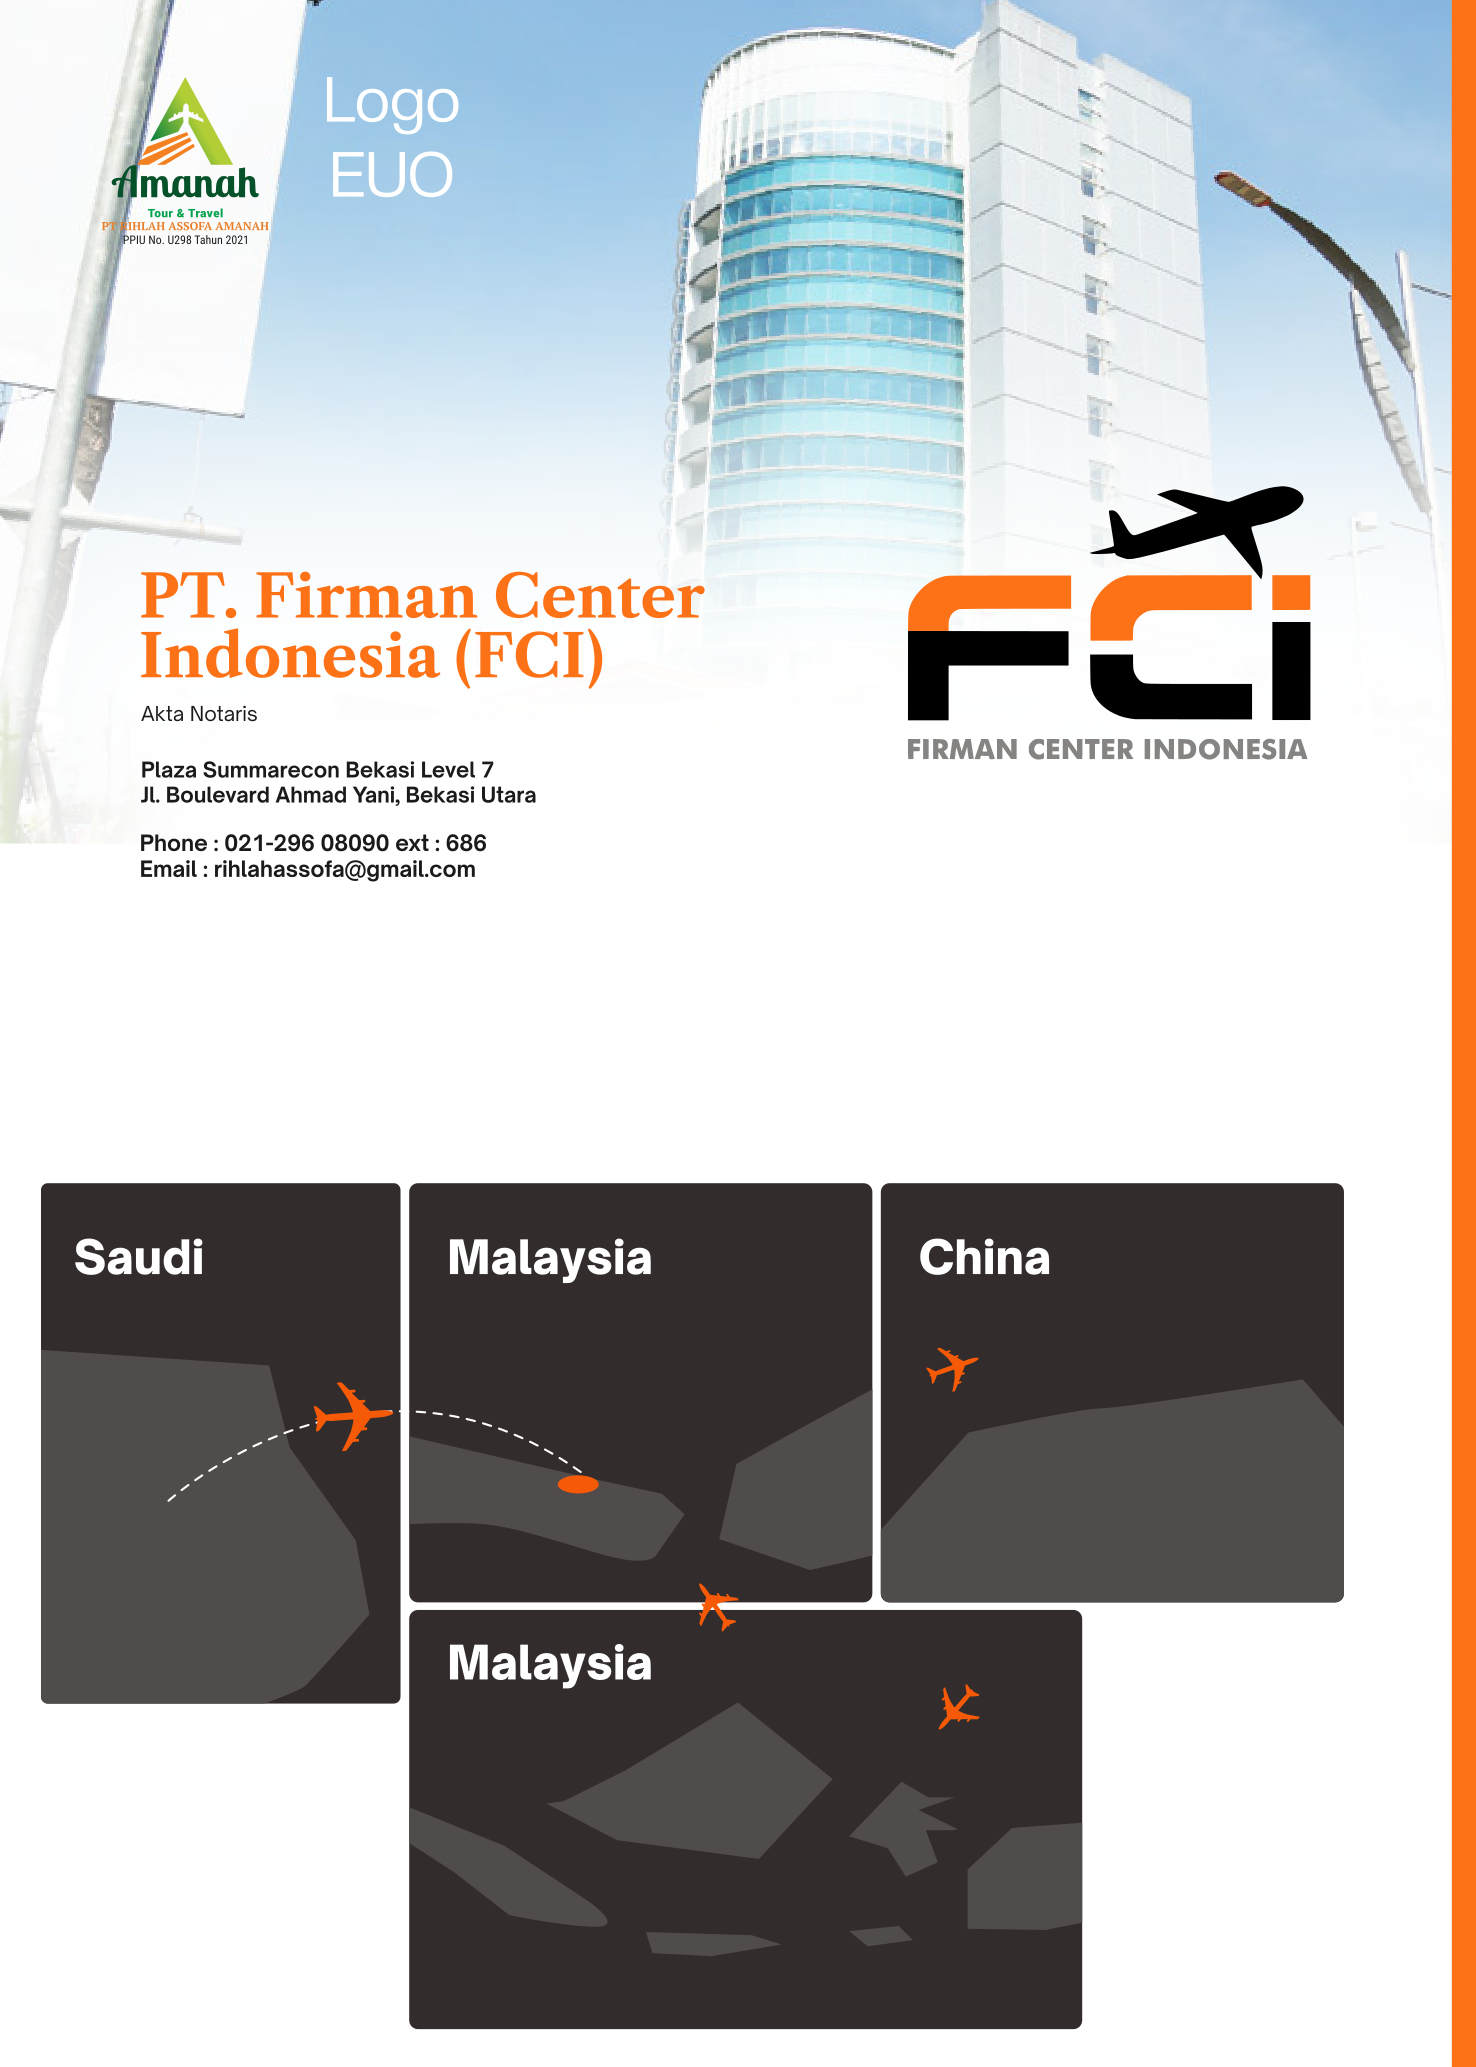 Amanah
Tour & Travel
PT RIHLAH ASSOFA AMANAH
PPIU No. U298 Tahun 2021
Logo
EUO
PT. Firman Center
Indonesia (FCI)
Akta Notaris
Plaza Summarecon Bekasi Level 7
Jl. Boulevard Ahmad Yani, Bekasi Utara
Phone : 021-296 08090 ext : 686
Email : rihlahassofa@gmail.com
FCi
FIRMAN CENTER INDONESIA
Saudi
Malaysia
China
Malaysia